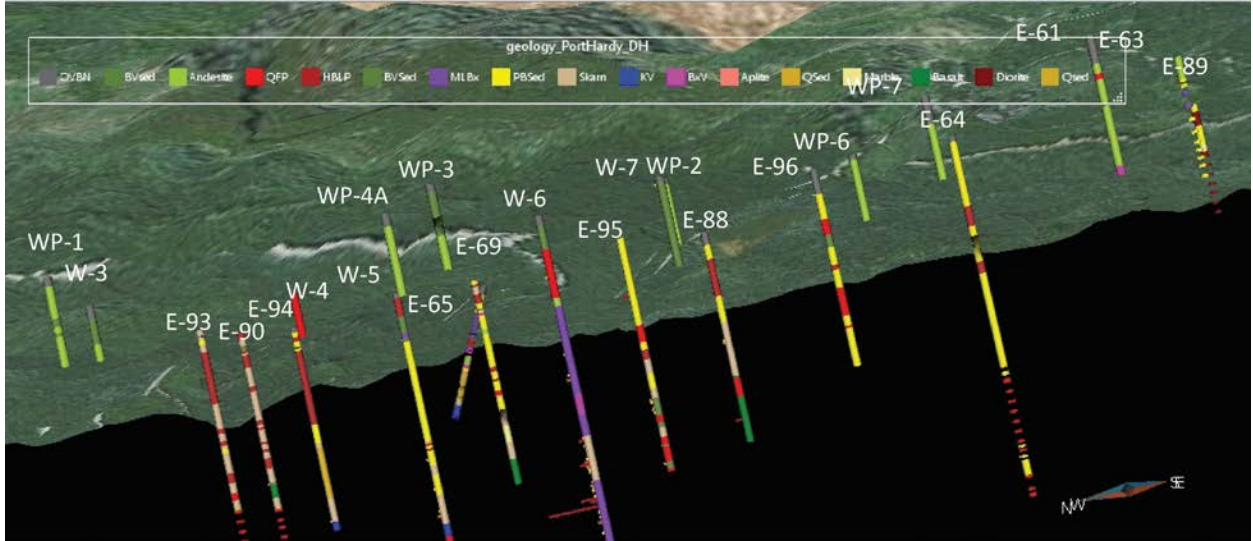 geology_PortHardy_DH
OVBN BVsed Andesite QFP HBLP BVSed MLBx PBSed Skarn KV BxV Aplite QSed Marble Basalt Diorite Qsed
E-61
E-63
E-89
WP-7
E-64
WP-6
E-96
W-7
WP-2
WP-3
WP-4A
W-6
E-95
E-88
WP-1
W-3
E-69
W-5
E-65
W-4
E-94
E-93
E-90
NW
SE